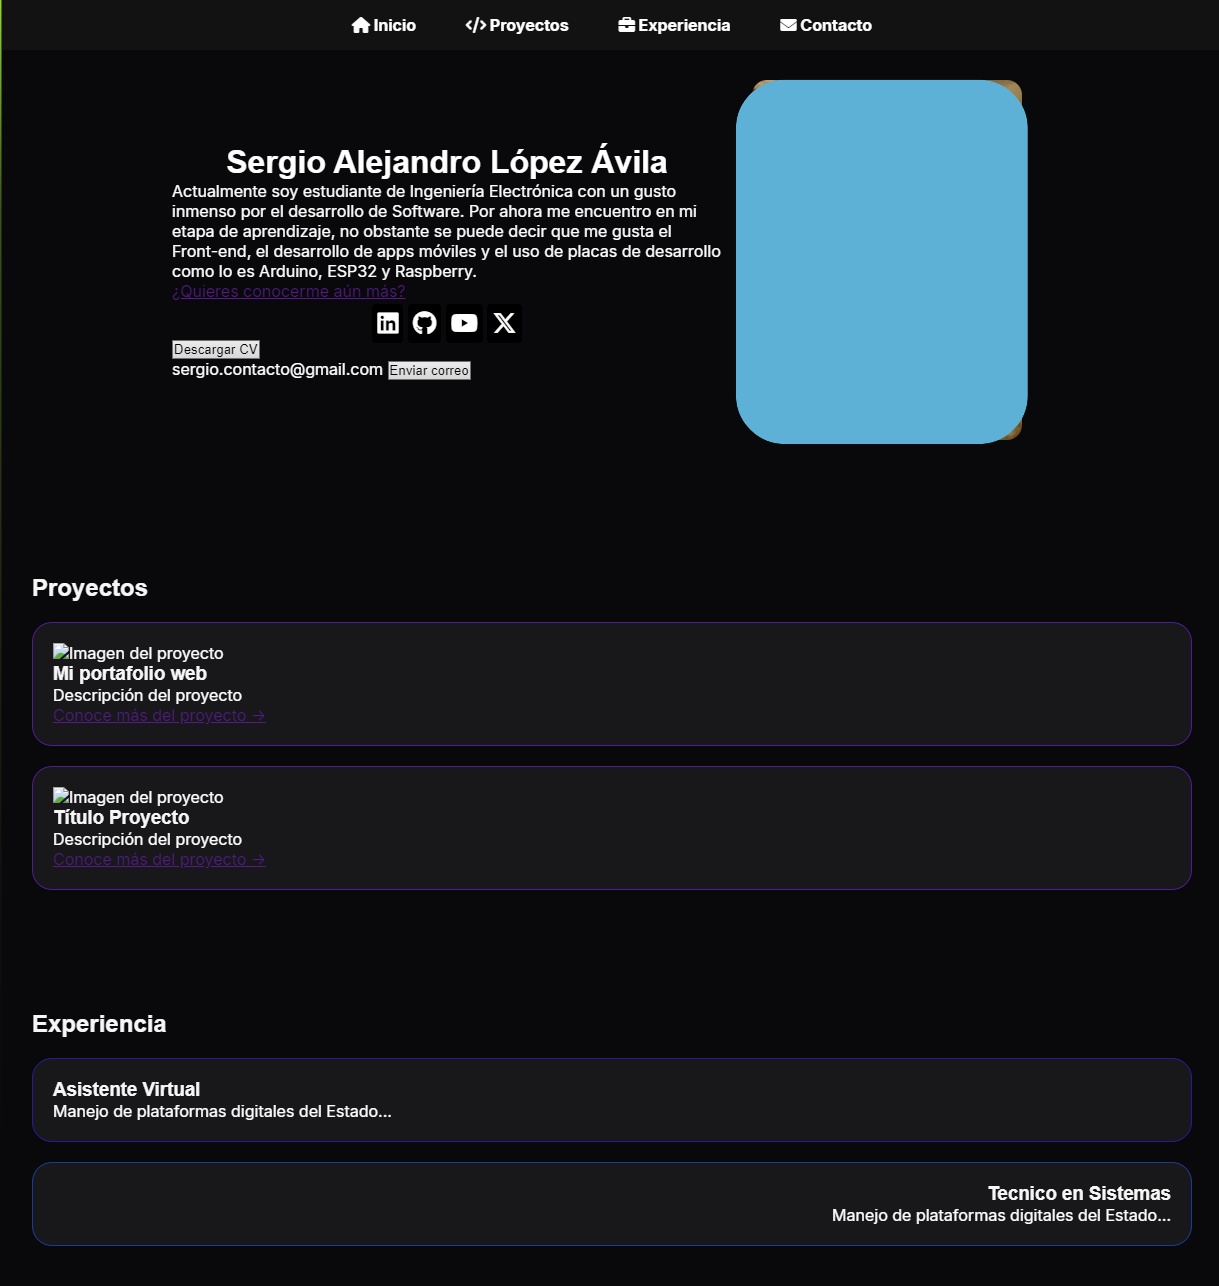 Inicio Proyectos Experiencia Contacto
Sergio Alejandro López Ávila
Actualmente soy estudiante de Ingeniería Electrónica con un gusto
inmenso por el desarrollo de Software. Por ahora me encuentro en mi
etapa de aprendizaje, no obstante se puede decir que me gusta el
Front-end, el desarrollo de apps móviles y el uso de placas de desarrollo
como lo es Arduino, ESP32 y Raspberry.
¿Quieres conocerme aún más?
Descargar CV
sergio.contacto@gmail.com Enviar correo
Proyectos
Imagen del proyecto
Mi portafolio web
Descripción del proyecto
Conoce más del proyecto →
Imagen del proyecto
Título Proyecto
Descripción del proyecto
Conoce más del proyecto →
Experiencia
Asistente Virtual
Manejo de plataformas digitales del Estado...
Tecnico en Sistemas
Manejo de plataformas digitales del Estado...